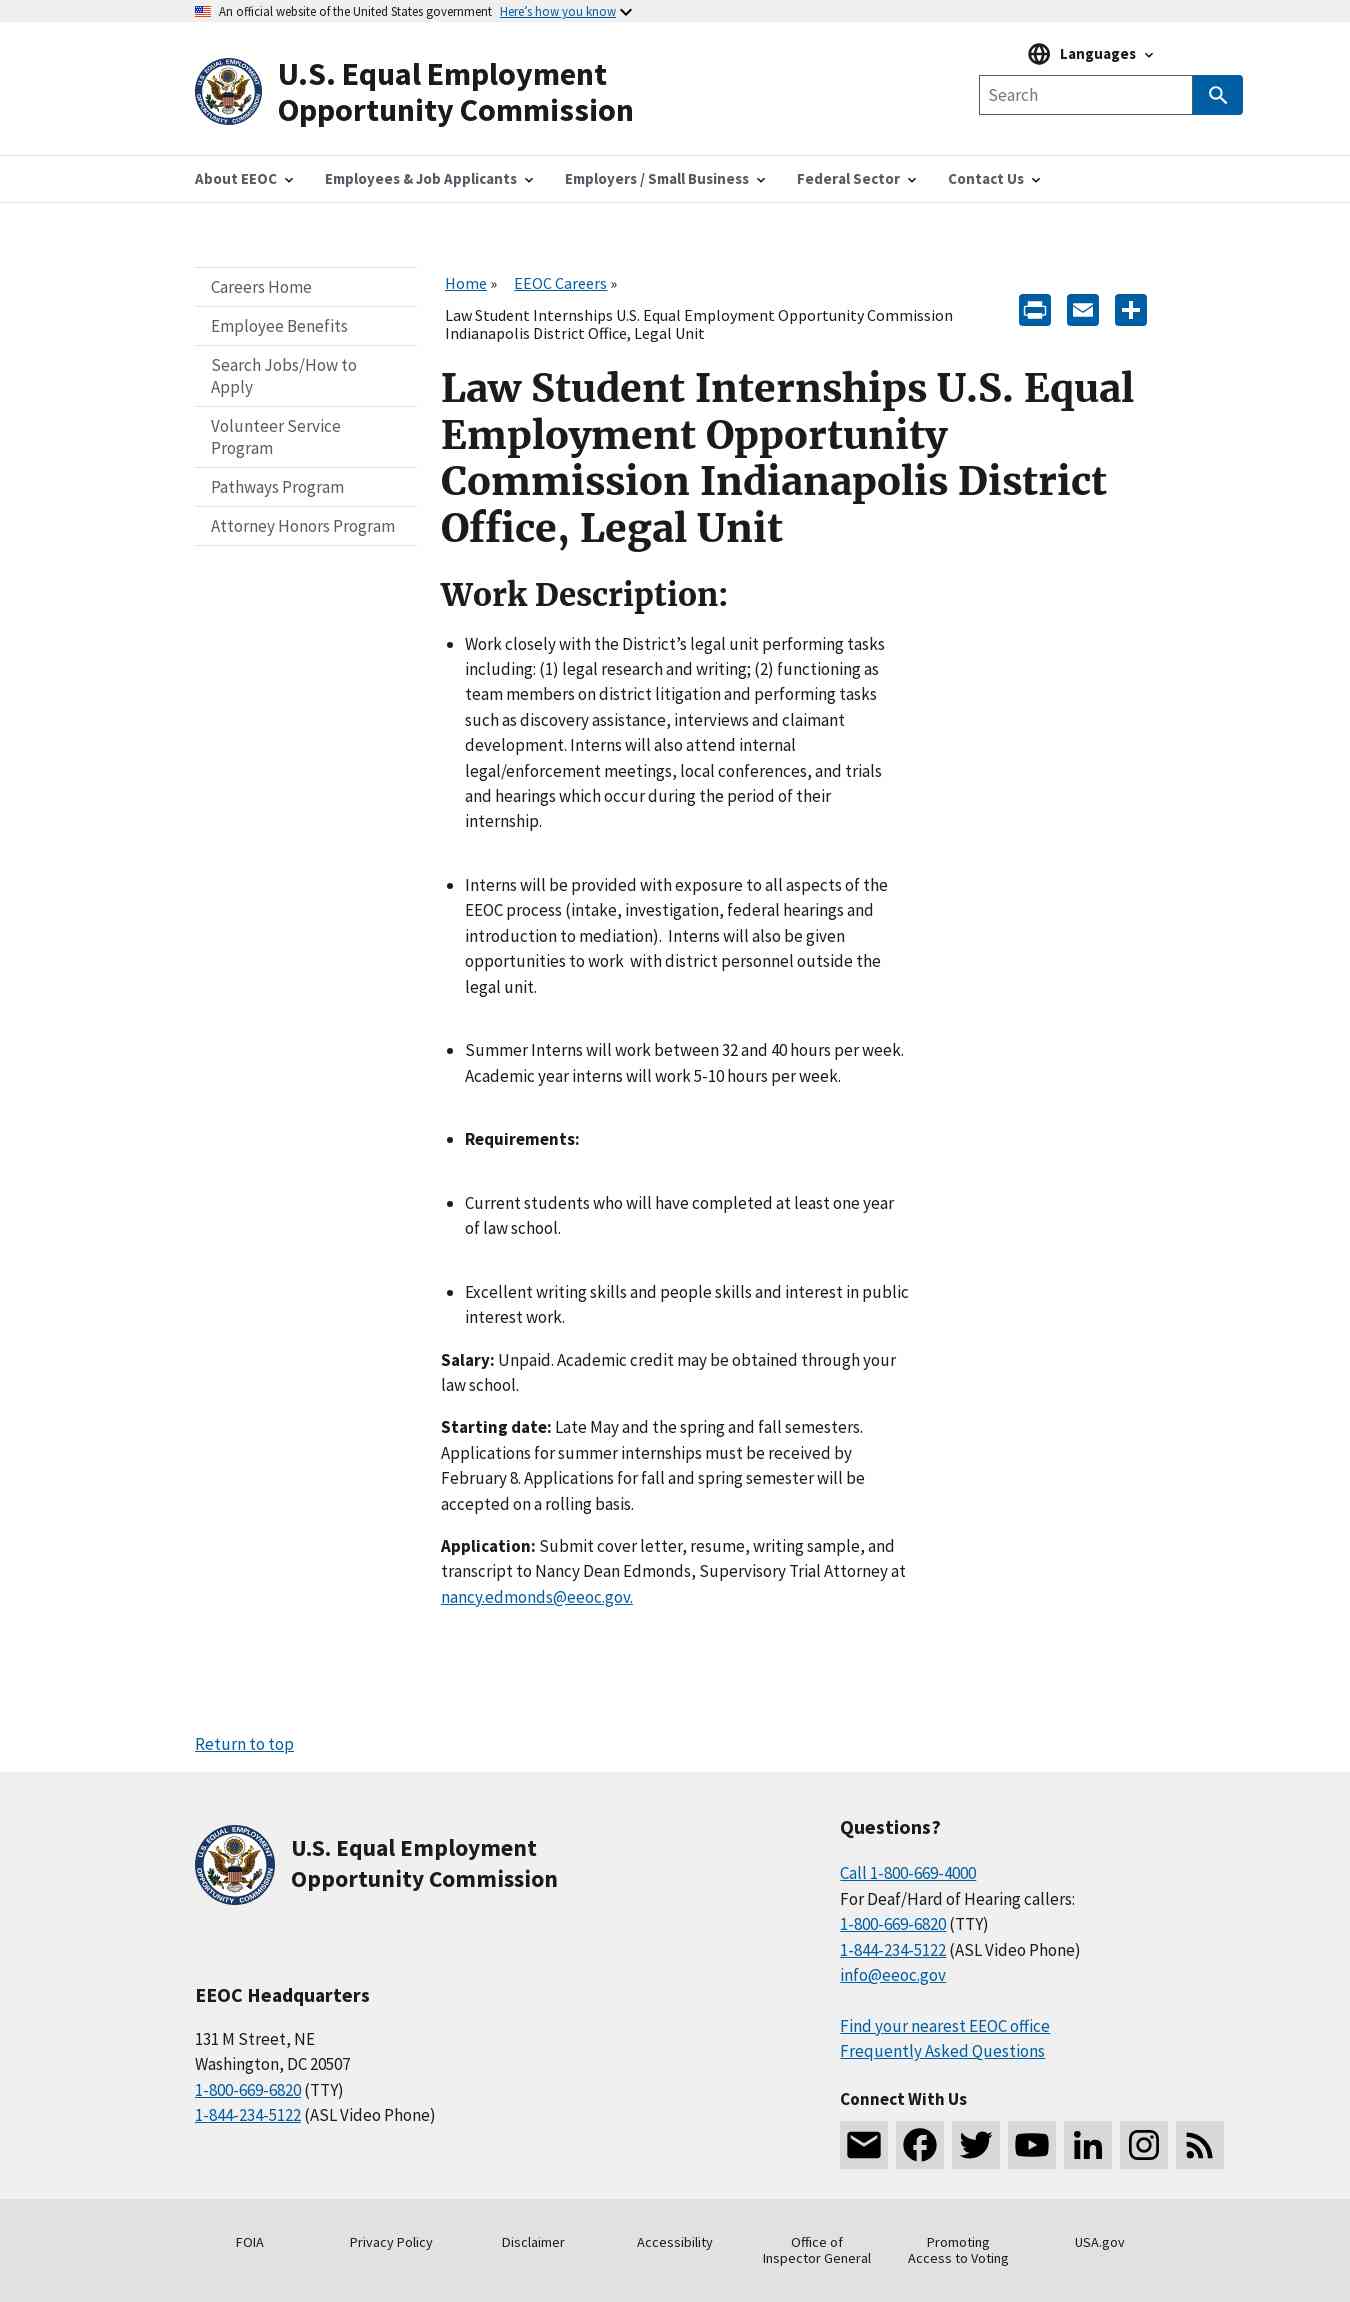 An official website of the United States government Here’s how you know
U.S. Equal Employment
Opportunity Commission
Languages
Search
About EEOC
Employees & Job Applicants
Employers / Small Business
Federal Sector
Contact Us
Careers Home
Employee Benefits
Search Jobs/How to
Apply
Volunteer Service
Program
Pathways Program
Attorney Honors Program
Home » EEOC Careers »
Law Student Internships U.S. Equal Employment Opportunity Commission
Indianapolis District Office, Legal Unit
Law Student Internships U.S. Equal
Employment Opportunity
Commission Indianapolis District
Office, Legal Unit
Work Description:
Work closely with the District’s legal unit performing tasks
including: (1) legal research and writing; (2) functioning as
team members on district litigation and performing tasks
such as discovery assistance, interviews and claimant
development. Interns will also attend internal
legal/enforcement meetings, local conferences, and trials
and hearings which occur during the period of their
internship.
Interns will be provided with exposure to all aspects of the
EEOC process (intake, investigation, federal hearings and
introduction to mediation).  Interns will also be given
opportunities to work  with district personnel outside the
legal unit.
Summer Interns will work between 32 and 40 hours per week.
Academic year interns will work 5-10 hours per week.
Requirements:
Current students who will have completed at least one year
of law school.
Excellent writing skills and people skills and interest in public
interest work.
Salary: Unpaid. Academic credit may be obtained through your
law school.
Starting date: Late May and the spring and fall semesters.
Applications for summer internships must be received by
February 8. Applications for fall and spring semester will be
accepted on a rolling basis.
Application: Submit cover letter, resume, writing sample, and
transcript to Nancy Dean Edmonds, Supervisory Trial Attorney at
nancy.edmonds@eeoc.gov.
Return to top
U.S. Equal Employment
Opportunity Commission
EEOC Headquarters
131 M Street, NE
Washington, DC 20507
1-800-669-6820 (TTY)
1-844-234-5122 (ASL Video Phone)
Questions?
Call 1-800-669-4000
For Deaf/Hard of Hearing callers:
1-800-669-6820 (TTY)
1-844-234-5122 (ASL Video Phone)
info@eeoc.gov
Find your nearest EEOC office
Frequently Asked Questions
Connect With Us
FOIA
Privacy Policy
Disclaimer
Accessibility
Office of
Inspector General
Promoting
Access to Voting
USA.gov